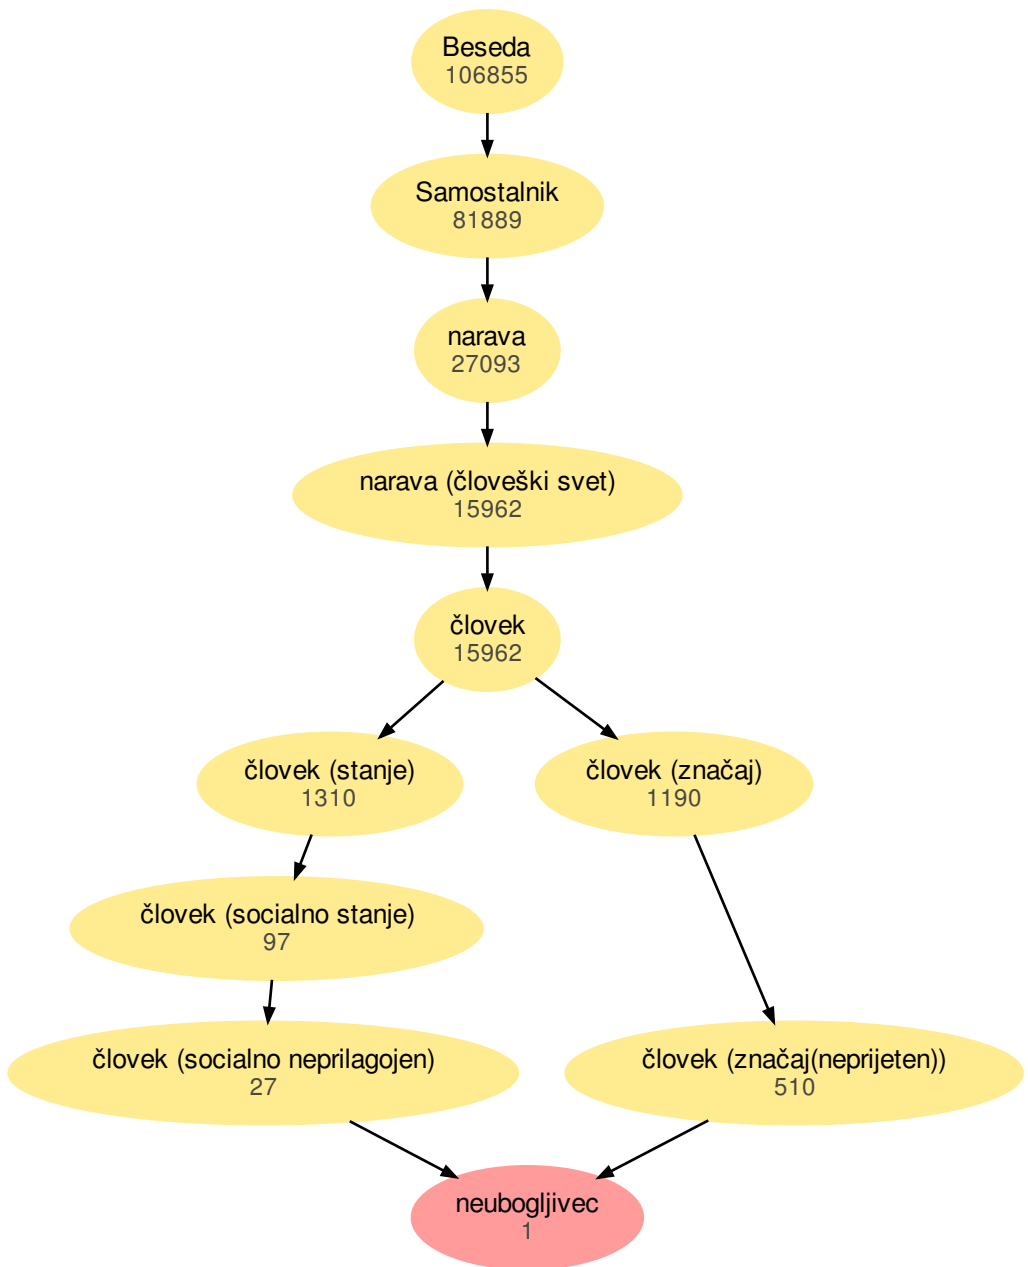 Beseda
106855
Samostalnik
81889
narava
27093
narava (človeški svet)
15962
človek
15962
človek (stanje)
1310
človek (značaj)
1190
človek (socialno stanje)
97
človek (socialno neprilagojen)
27
človek (značaj(neprijeten))
510
neubogljivec
1